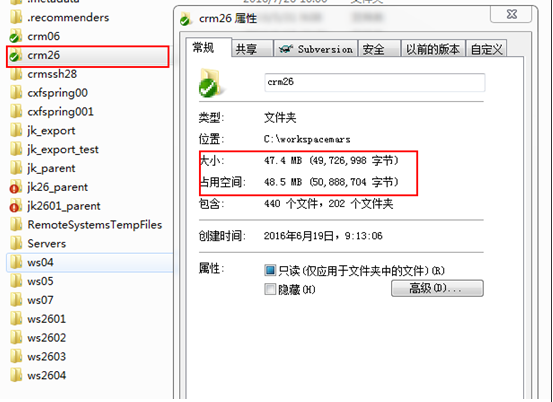 .metadata
.recommenders
crm06
crm26
crmssh28
cxfspring00
cxfspring001
jk_export
jk_export_test
jk_parent
jk26_parent
jk2601_parent
RemoteSystemsTempFiles
Servers
ws04
ws05
ws07
ws2601
ws2602
ws2603
ws2604
crm26 属性
常规
共享
Subversion
安全
以前的版本
自定义
crm26
类型: 文件夹
位置: C:\workspacemars
大小: 47.4 MB (49,726,998 字节)
占用空间: 48.5 MB (50,888,704 字节)
包含: 440 个文件, 202 个文件夹
创建时间: 2016年6月19日, 9:13:06
属性: 只读(仅应用于文件夹中的文件)(R)
隐藏(H)
高级(D)...